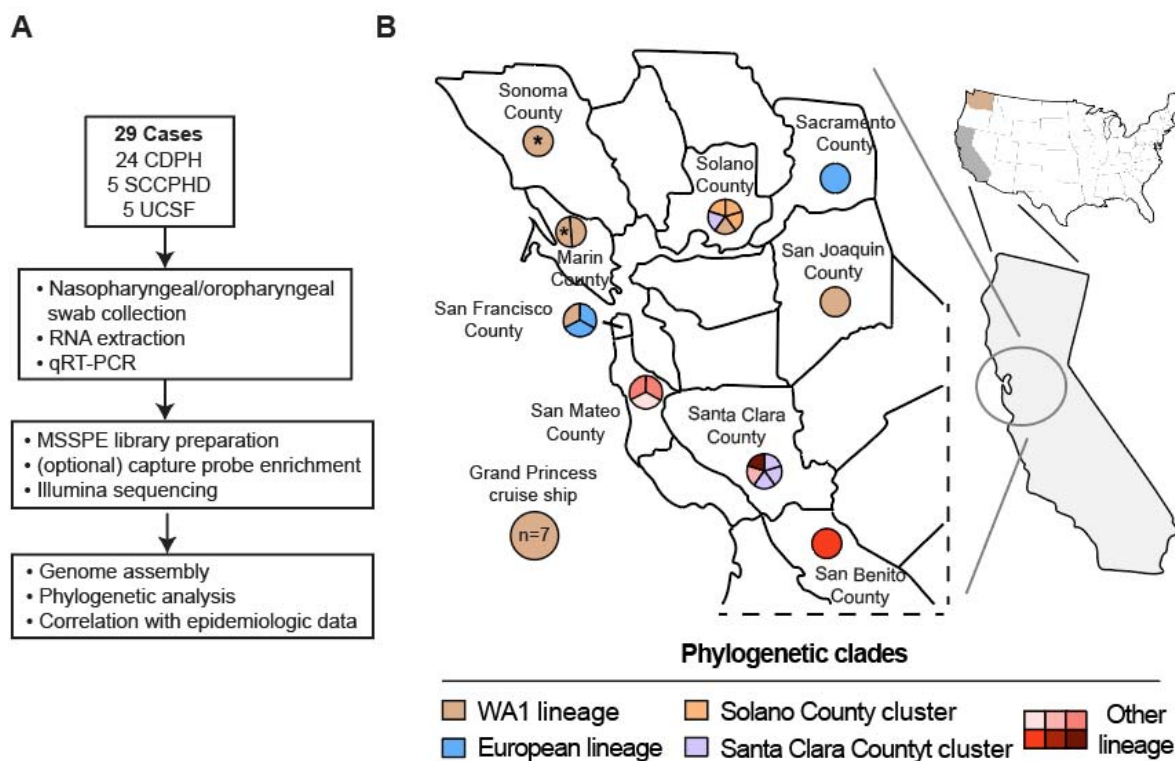 A
29 Cases
24 CDPH
5 SCCPHD
5 UCSF
• Nasopharyngeal/oropharyngeal
swab collection
• RNA extraction
• qRT-PCR
• MSSPE library preparation
• (optional) capture probe enrichment
• Illumina sequencing
• Genome assembly
• Phylogenetic analysis
• Correlation with epidemiologic data
B
Sonoma
County
*
Solano
County
Sacramento
County
*
Marin
County
San Joaquin
County
San Francisco
County
San Mateo
County
Santa Clara
County
Grand Princess
cruise ship
n=7
San Benito
County
Phylogenetic clades
WA1 lineage
European lineage
Solano County cluster
Santa Clara Countyt cluster
Other
lineage